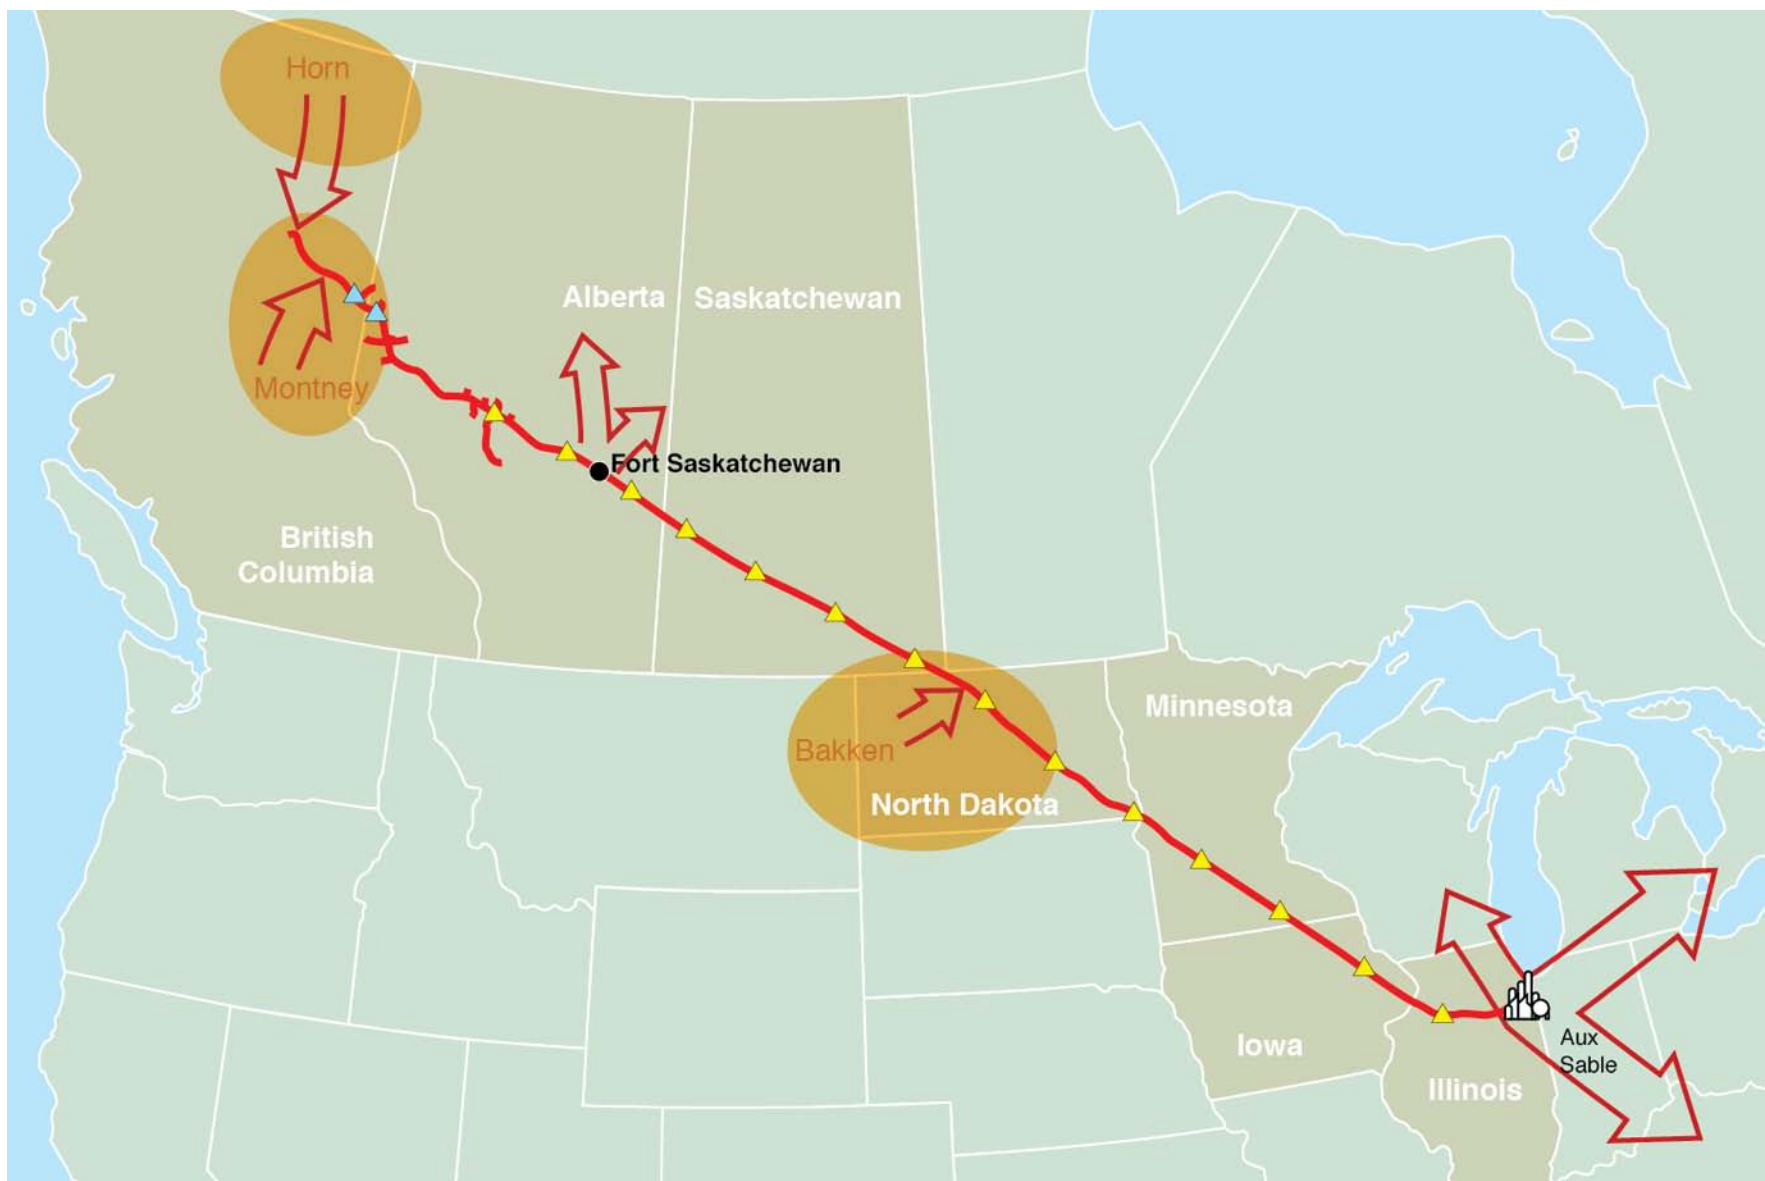 Horn
Alberta
Saskatchewan
Montney
Fort Saskatchewan
British
Columbia
Minnesota
Bakken
North Dakota
Aux
Sable
Iowa
Illinois